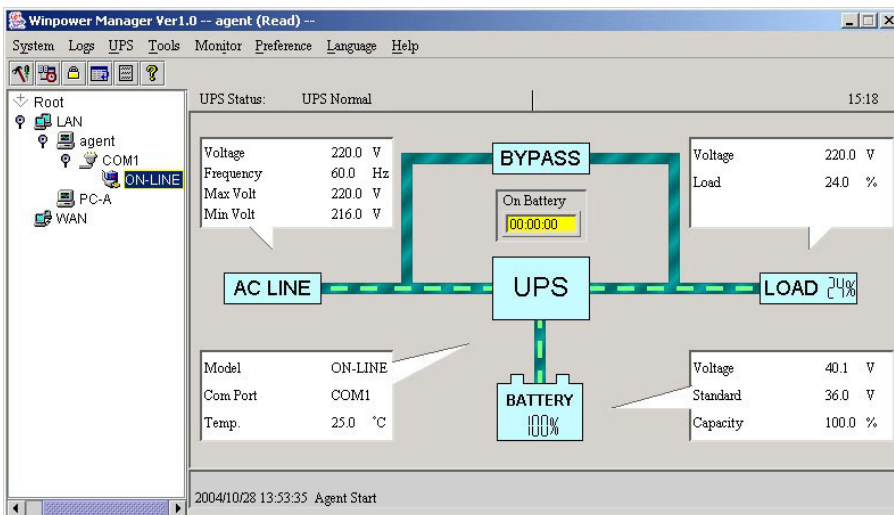 Winpower Manager Ver1.0 -- agent (Read) --
System Logs UPS Tools Monitor Preference Language Help
Root
LAN
agent
COM1
ON-LINE
PC-A
WAN
UPS Status: UPS Normal 15:18
Voltage 220.0 V
Frequency 60.0 Hz
Max Volt 220.0 V
Min Volt 216.0 V
BYPASS
On Battery
00:00:00
Voltage 220.0 V
Load 24.0 %
AC LINE
UPS
LOAD 24%
Model ON-LINE
Com Port COM1
Temp. 25.0 °C
BATTERY
100%
Voltage 40.1 V
Standard 36.0 V
Capacity 100.0 %
2004/10/28 13:53:35 Agent Start